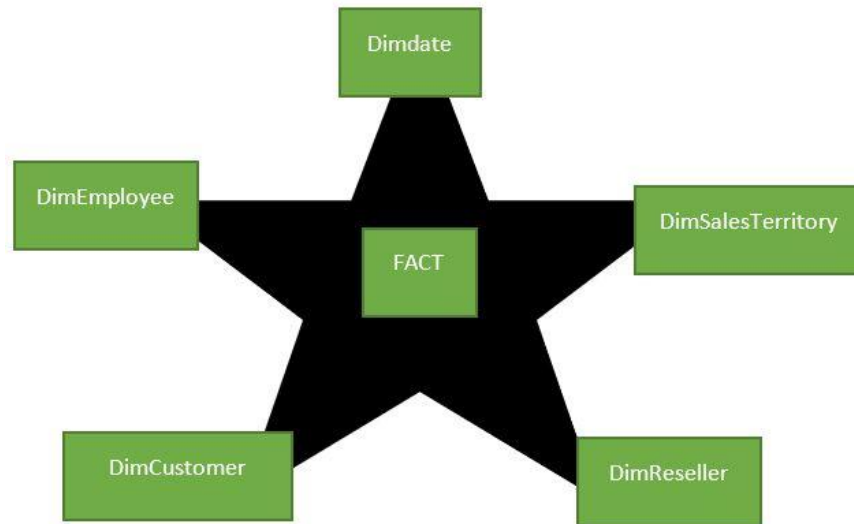 Dimdate
DimEmployee
DimSalesTerritory
FACT
DimCustomer
DimReseller